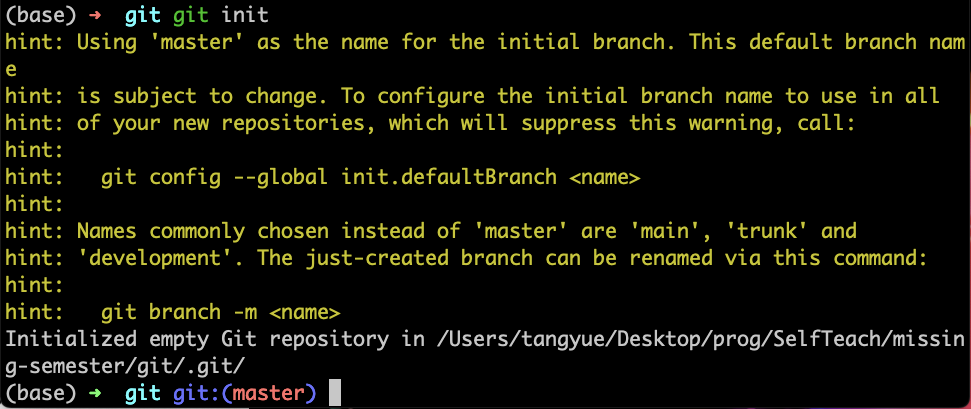 (base) ➜  git git init
hint: Using 'master' as the name for the initial branch. This default branch nam
e
hint: is subject to change. To configure the initial branch name to use in all
hint: of your new repositories, which will suppress this warning, call:
hint:
hint:   git config --global init.defaultBranch <name>
hint:
hint: Names commonly chosen instead of 'master' are 'main', 'trunk' and
hint: 'development'. The just-created branch can be renamed via this command:
hint:
hint:   git branch -m <name>
Initialized empty Git repository in /Users/tangyue/Desktop/prog/SelfTeach/missin
g-semester/git/.git/
(base) ➜  git git:(master)